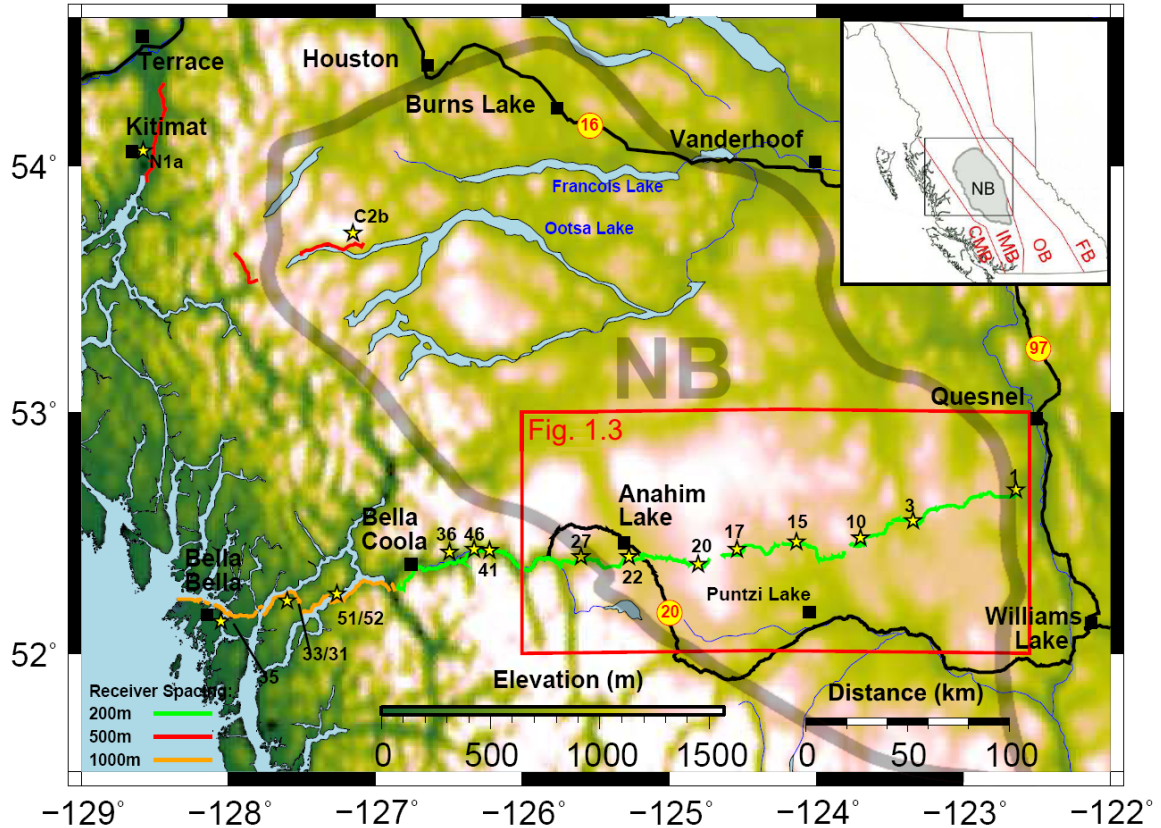 Terrace
Houston
Burns Lake
16
Kitimat
N1a
Vanderhoof
54°
Francois Lake
C2b
Ootsa Lake
NB
CMB
IMB
OB
FB
NB
97
Quesnel
53°
Fig. 1.3
1
Anahim
Lake
3
10
15
17
20
22
27
36
46
41
Bella
Coola
Bella
Bella
51/52
33/31
35
Puntzi Lake
20
Williams
Lake
52°
Receiver Spacing:
200m
500m
1000m
Elevation (m)
0
500
1000
1500
Distance (km)
0
50
100
−129°
−128°
−127°
−126°
−125°
−124°
−123°
−122°